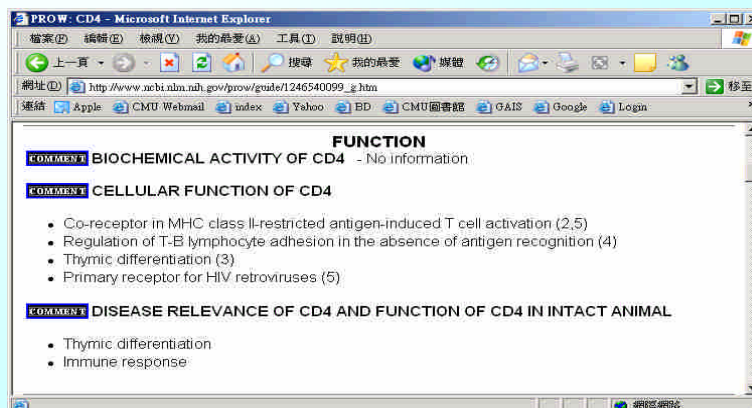 PROW: CD4 - Microsoft Internet Explorer
檔案(F) 編輯(E) 檢視(V) 我的最愛(A) 工具(T) 說明(H)
上一頁 搜尋 我的最愛 媒體
網址(D) http://www.ncbi.nlm.nih.gov/prow/guide/1246540099_g.htm 移至
連結 Apple CMU Webmail index Yahoo BD CMU圖書館 GAIS Google Login »
FUNCTION
COMMENT BIOCHEMICAL ACTIVITY OF CD4 - No information
COMMENT CELLULAR FUNCTION OF CD4
• Co-receptor in MHC class II-restricted antigen-induced T cell activation (2,5)
• Regulation of T-B lymphocyte adhesion in the absence of antigen recognition (4)
• Thymic differentiation (3)
• Primary receptor for HIV retroviruses (5)
COMMENT DISEASE RELEVANCE OF CD4 AND FUNCTION OF CD4 IN INTACT ANIMAL
• Thymic differentiation
• Immune response
網際網路